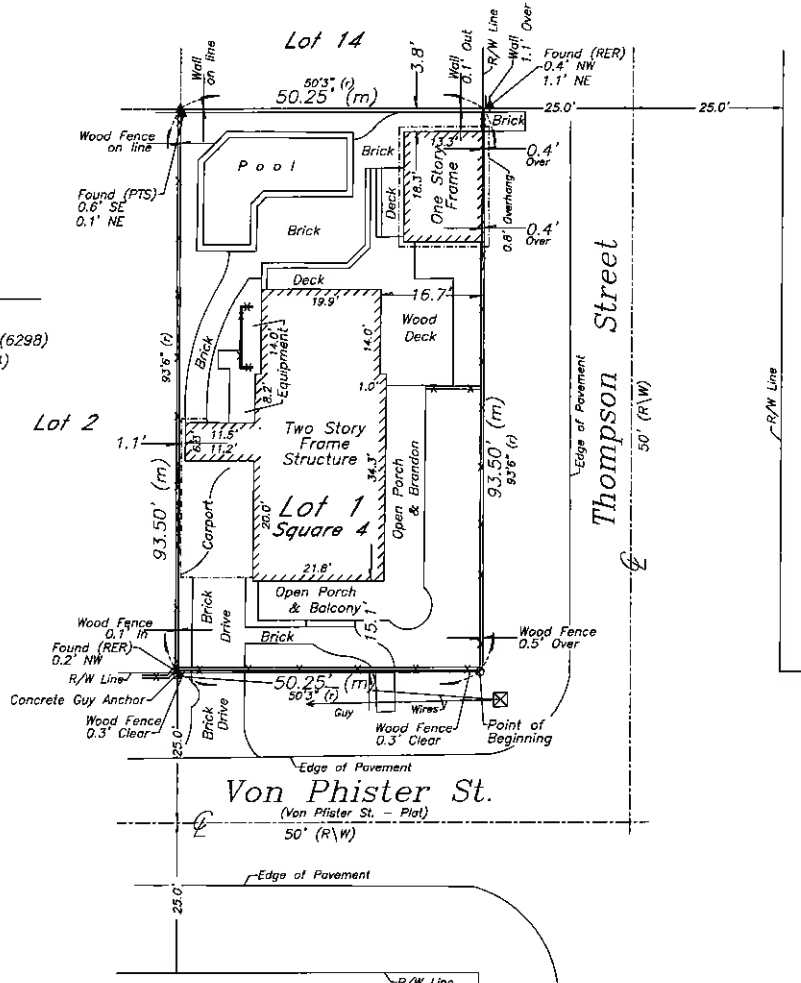 Lot 14
Wall
on line
50'3" (r)
50.25' (m)
3.8'
Wall
0.1' Out
R/W Line
Wall
1.1' Over
Found (RER)
0.4' NW
1.1' NE
25.0'
25.0'
Brick
Wood Fence
on line
Pool
Brick
13.3'
0.4'
Over
Found (PTS)
0.6' SE
0.1' NE
18.3'
One Story
Frame
Deck
0.8' Overhang
0.4'
Over
Brick
Deck
19.9'
16.7'
Wood
Deck
(6298)
93'6" (r)
Brick
14.0'
Equipment
14.0'
8.2'
1.0'
Thompson Street
50' (R\W)
Edge of Pavement
R/W Line
Lot 2
1.1'
6.3'
11.5'
11.2'
Two Story
Frame
Structure
34.3'
Open Porch
& Brandon
93.50' (m)
93'6" (r)
93.50' (m)
Carport
20.0'
Lot 1
Square 4
21.8'
Open Porch
& Balcony
15.1'
Brick
Drive
Brick
Wood Fence
0.1' In
Found (RER)
0.2' NW
R/W Line
Concrete Guy Anchor
Wood Fence
0.3' Clear
Wood Fence
0.5' Over
50.25' (m)
50'3" (r)
Guy
Wires
Brick
Drive
Wood Fence
0.3' Clear
Point of
Beginning
25.0'
Edge of Pavement
Von Phister St.
(Von Pfister St. - Plat)
50' (R\W)
Edge of Pavement
25.0'
R/W Line